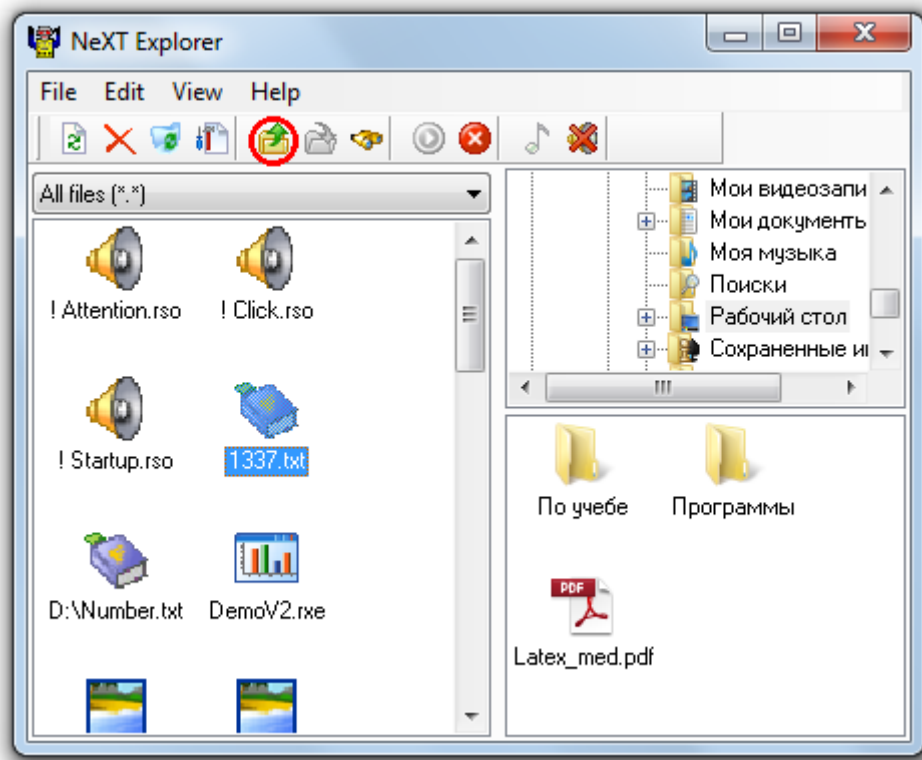 NeXT Explorer
File Edit View Help
All files (*.*)
! Attention.rso ! Click.rso
! Startup.rso 1337.txt
D:\Number.txt DemoV2.rxe
Мои видеозапи
Мои документь
Моя музыка
Поиски
Рабочий стол
Сохраненные и
По учебе Программы
PDF
Latex_med.pdf